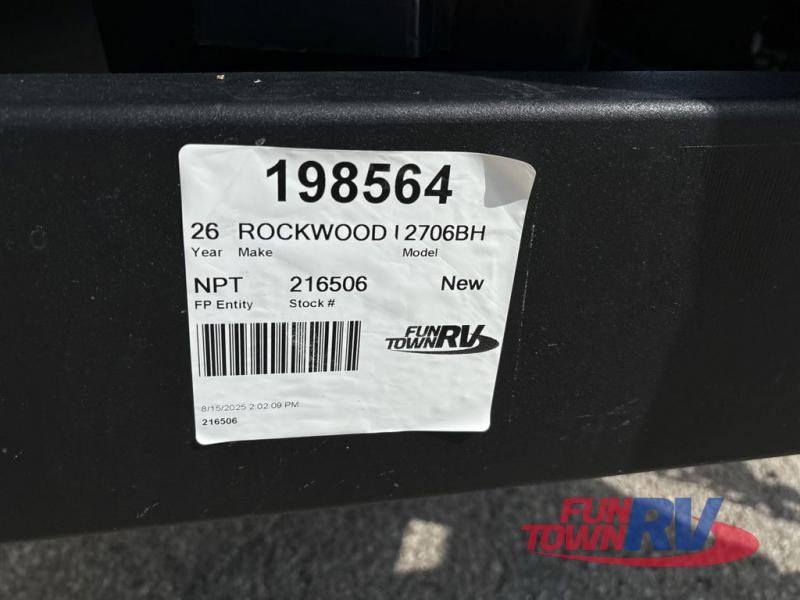 198564
26 ROCKWOOD 2706BH
Year Make Model
NPT 216506 New
FP Entity Stock #
FUN TOWN RV
8/15/2025 2:02:09 PM
216506
FUN TOWN RV